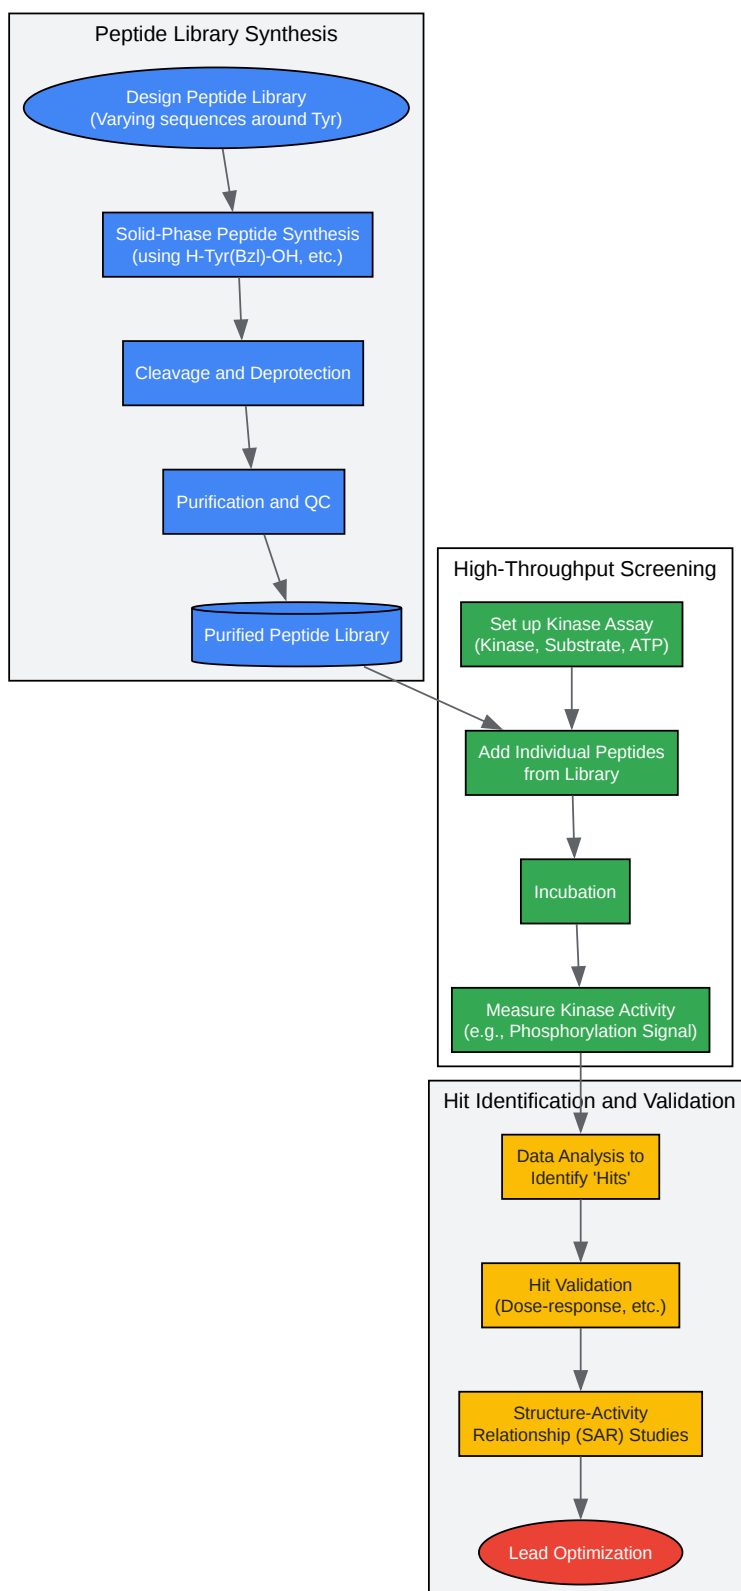 Peptide Library Synthesis
Design Peptide Library
(Varying sequences around Tyr)
Solid-Phase Peptide Synthesis
(using H-Tyr(Bzl)-OH, etc.)
Cleavage and Deprotection
Purification and QC
Purified Peptide Library
High-Throughput Screening
Set up Kinase Assay
(Kinase, Substrate, ATP)
Add Individual Peptides
from Library
Incubation
Measure Kinase Activity
(e.g., Phosphorylation Signal)
Hit Identification and Validation
Data Analysis to
Identify 'Hits'
Hit Validation
(Dose-response, etc.)
Structure-Activity
Relationship (SAR) Studies
Lead Optimization